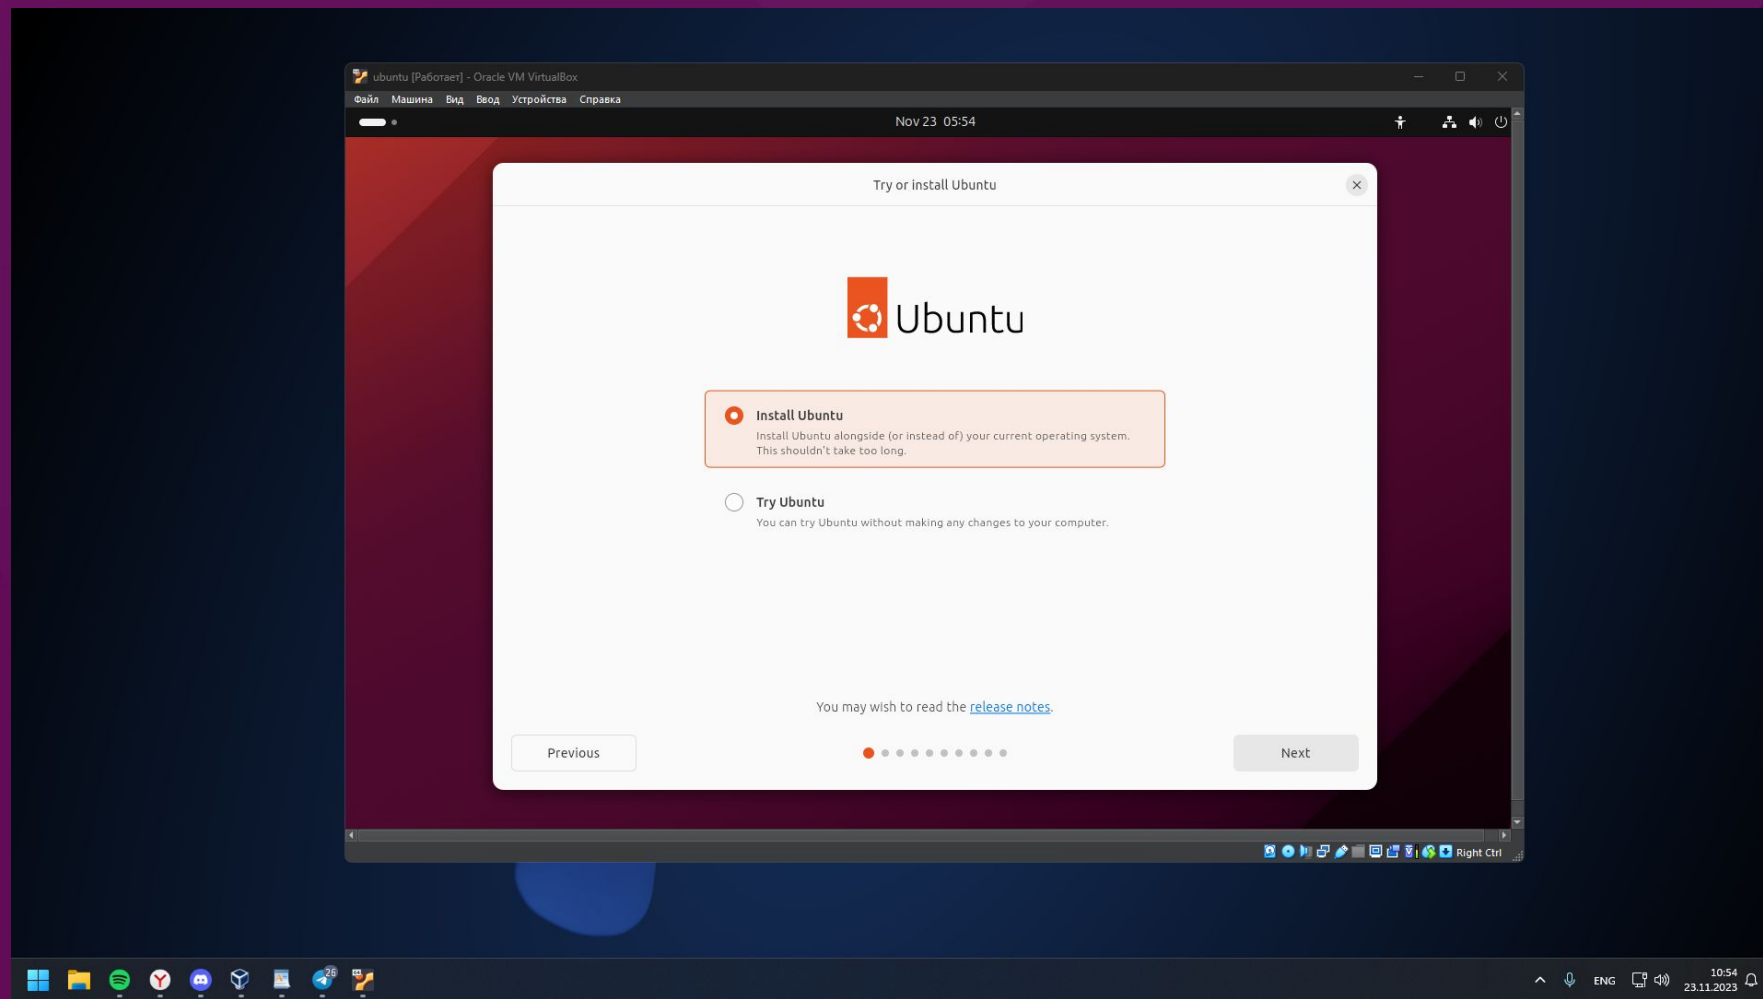 ubuntu [Работает] - Oracle VM VirtualBox
Файл Машина Вид Ввод Устройства Справка
Nov 23 05:54
Try or install Ubuntu
Ubuntu
Install Ubuntu
Install Ubuntu alongside (or instead of) your current operating system.
This shouldn't take too long.
Try Ubuntu
You can try Ubuntu without making any changes to your computer.
You may wish to read the release notes.
Previous
Next
Right Ctrl
26
ENG
10:54
23.11.2023